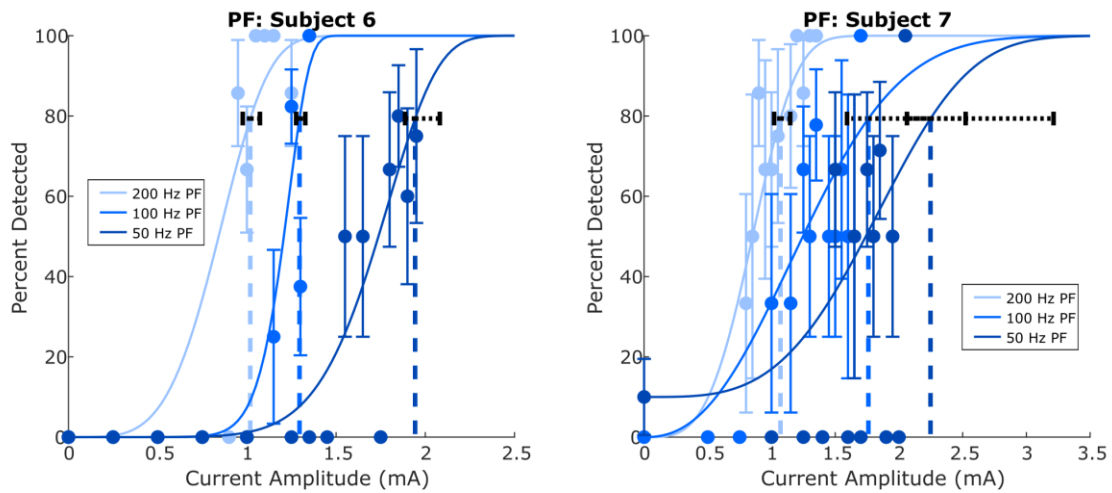 PF: Subject 6
Percent Detected
100
80
60
40
20
0
200 Hz PF
100 Hz PF
50 Hz PF
0
0.5
1
1.5
2
2.5
Current Amplitude (mA)
PF: Subject 7
Percent Detected
100
80
60
40
20
0
200 Hz PF
100 Hz PF
50 Hz PF
0
0.5
1
1.5
2
2.5
3
3.5
Current Amplitude (mA)